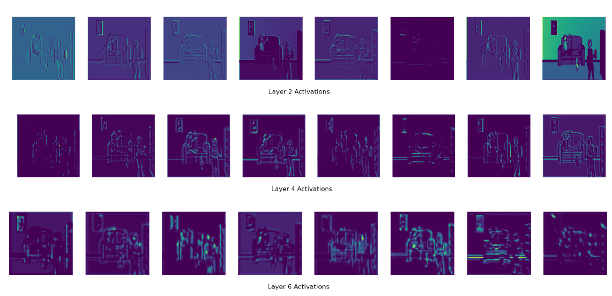 Layer 2 Activations
Layer 4 Activations
Layer 6 Activations